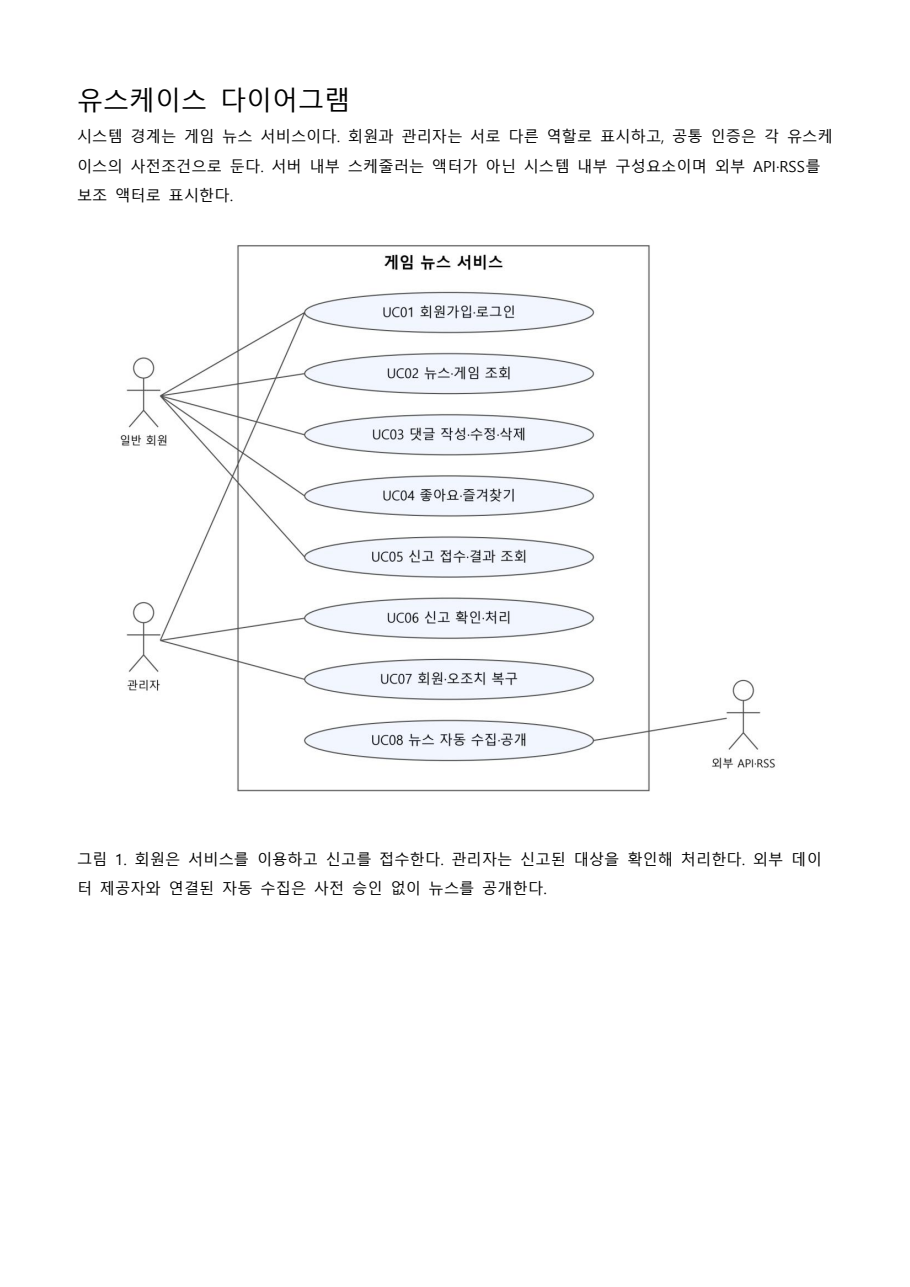 유스케이스 다이어그램
시스템 경계는 게임 뉴스 서비스이다. 회원과 관리자는 서로 다른 역할로 표시하고, 공통 인증은 각 유스케
이스의 사전조건으로 둔다. 서버 내부 스케줄러는 액터가 아닌 시스템 내부 구성요소이며 외부 API·RSS를
보조 액터로 표시한다.
게임 뉴스 서비스
UC01 회원가입·로그인
UC02 뉴스·게임 조회
UC03 댓글 작성·수정·삭제
일반 회원
UC04 좋아요·즐겨찾기
UC05 신고 접수·결과 조회
UC06 신고 확인·처리
UC07 회원·오조치 복구
관리자
UC08 뉴스 자동 수집·공개
외부 API·RSS
그림 1. 회원은 서비스를 이용하고 신고를 접수한다. 관리자는 신고된 대상을 확인해 처리한다. 외부 데이
터 제공자와 연결된 자동 수집은 사전 승인 없이 뉴스를 공개한다.